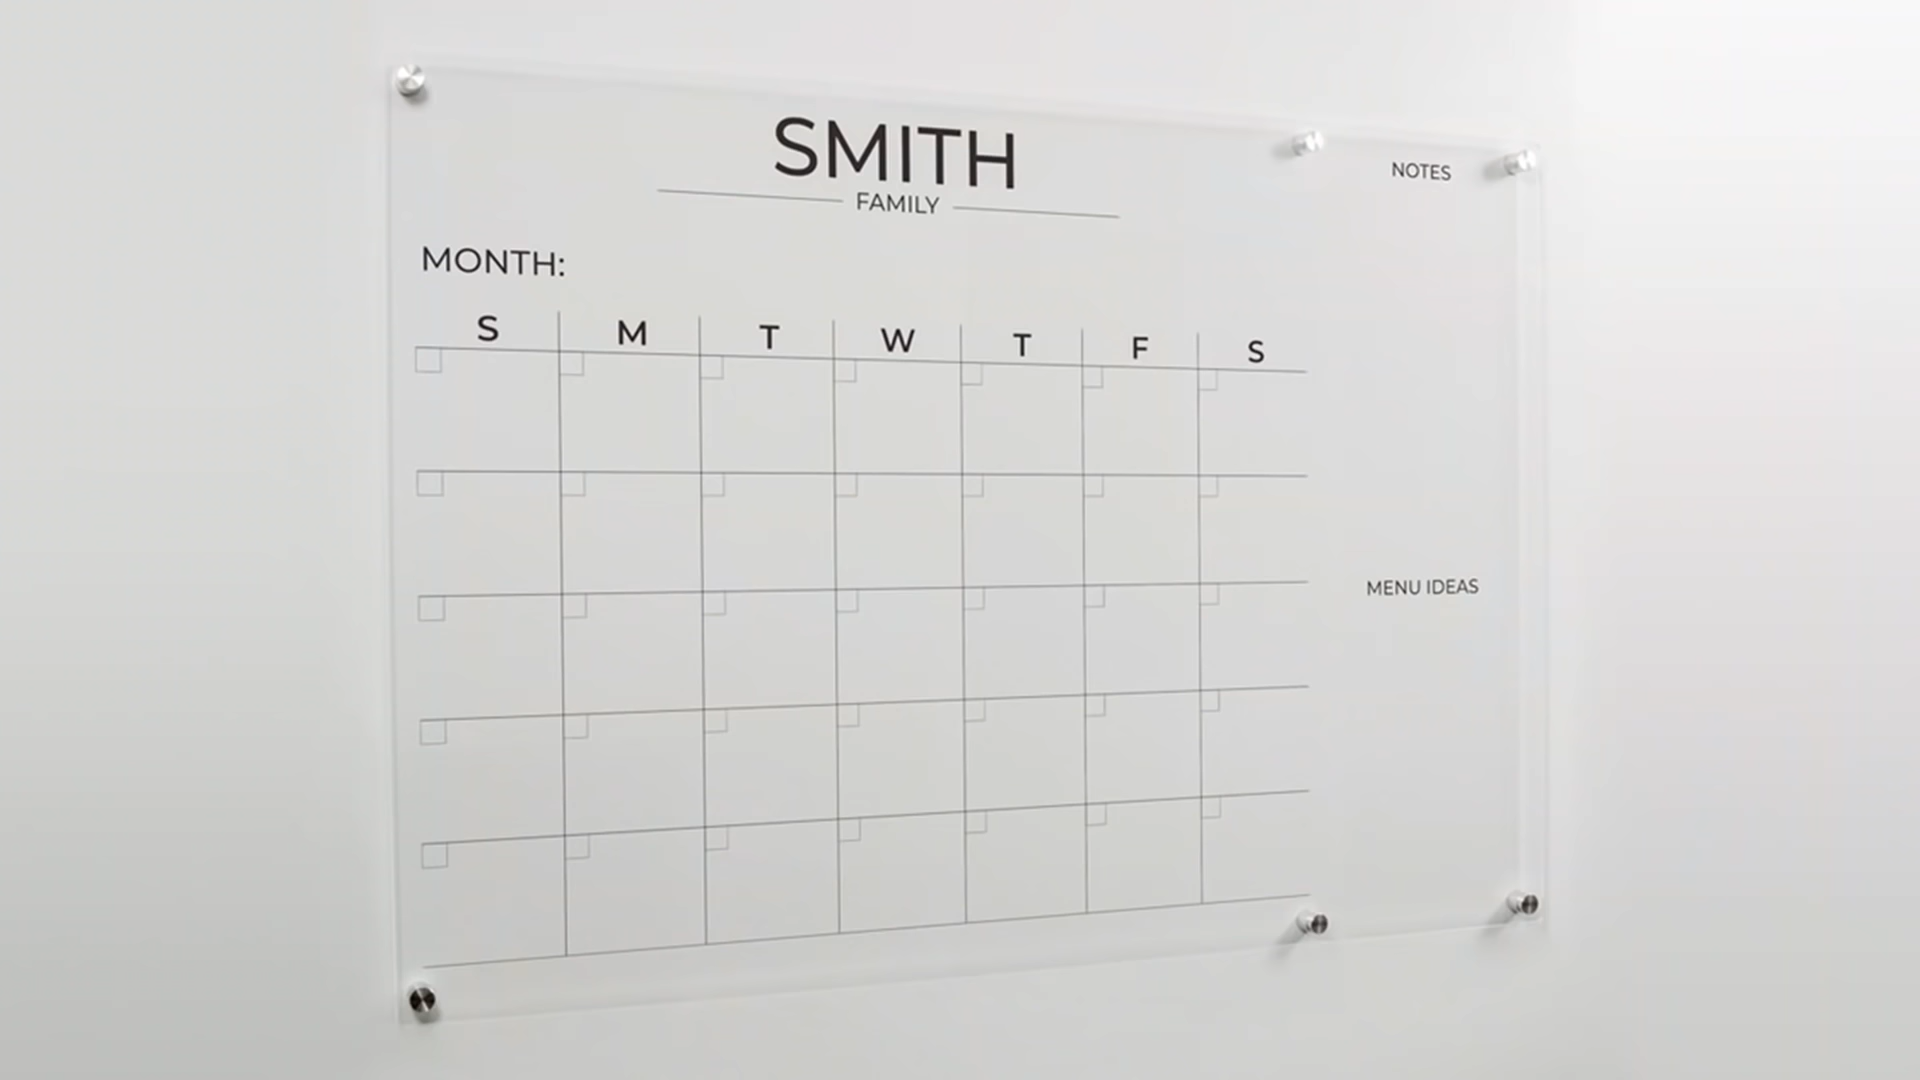 SMITH
FAMILY
NOTES
MONTH:
S M T W T F S
MENU IDEAS